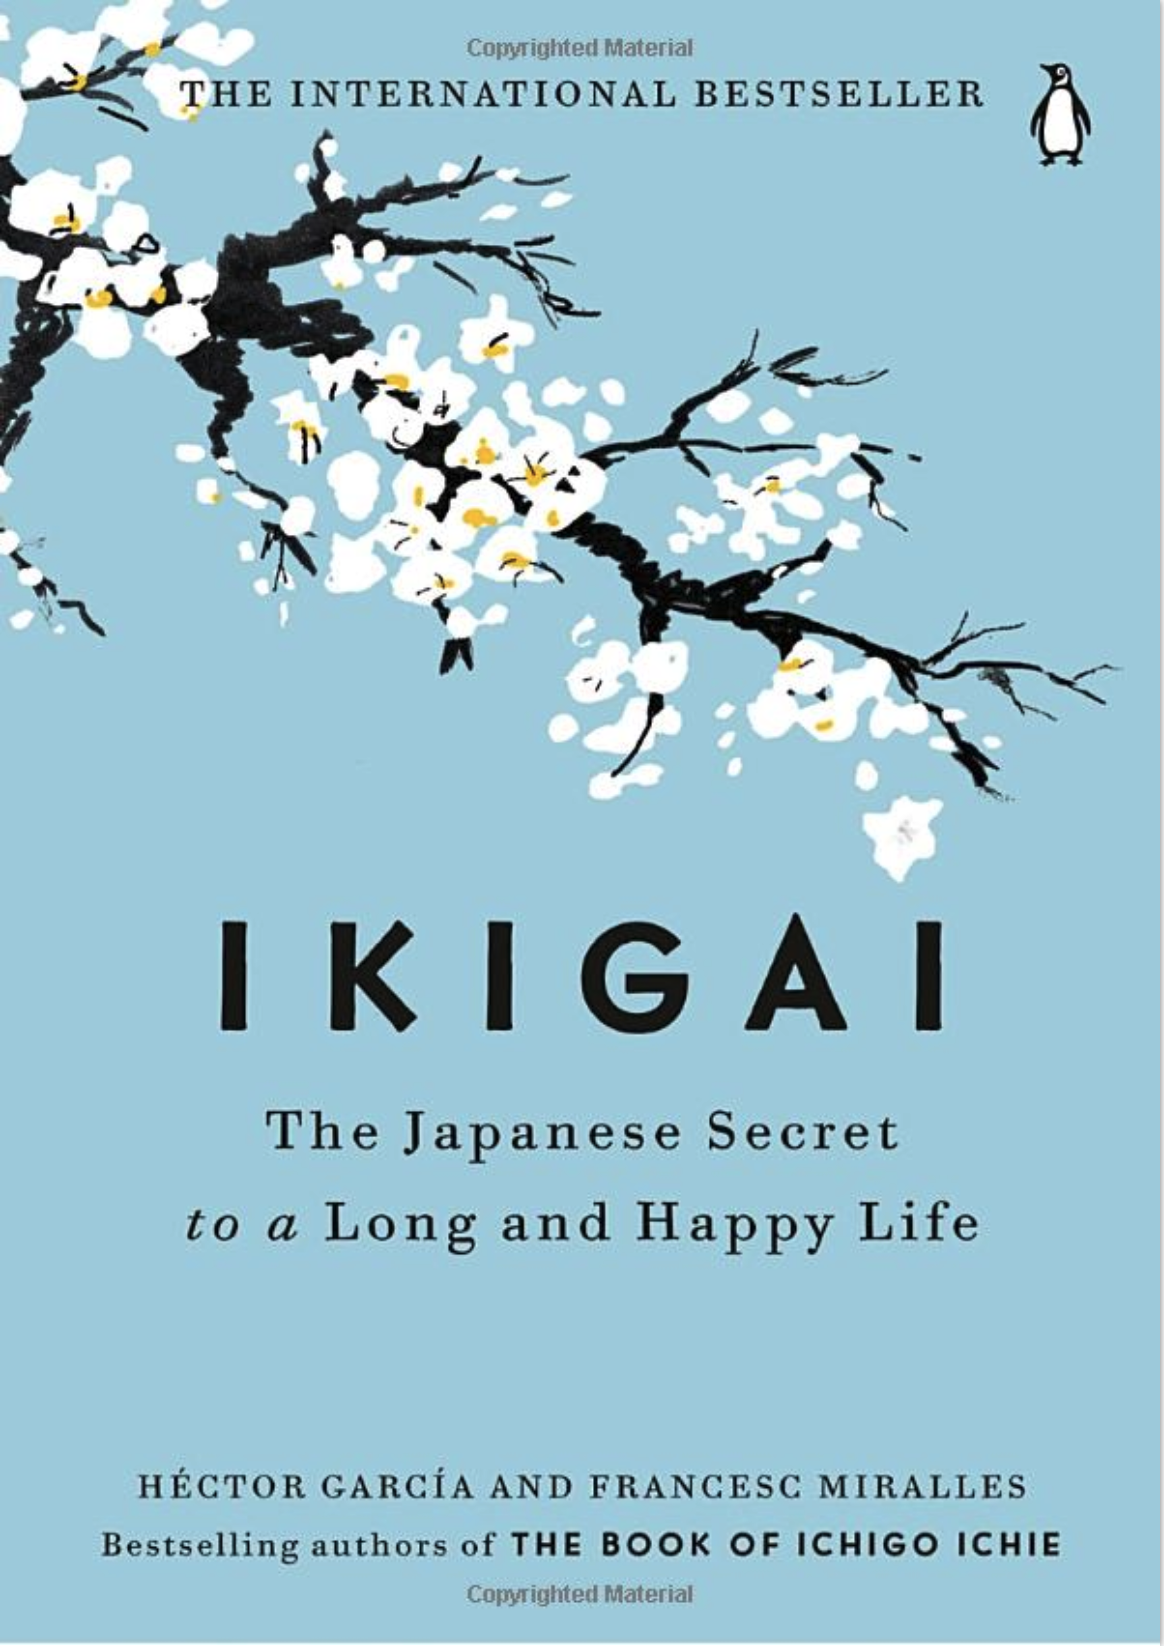 Copyrighted Material
THE INTERNATIONAL BESTSELLER
IKIGAI
The Japanese Secret
to a Long and Happy Life
HÉCTOR GARCÍA AND FRANCESC MIRALLES
Bestselling authors of THE BOOK OF ICHIGO ICHIE
Copyrighted Material